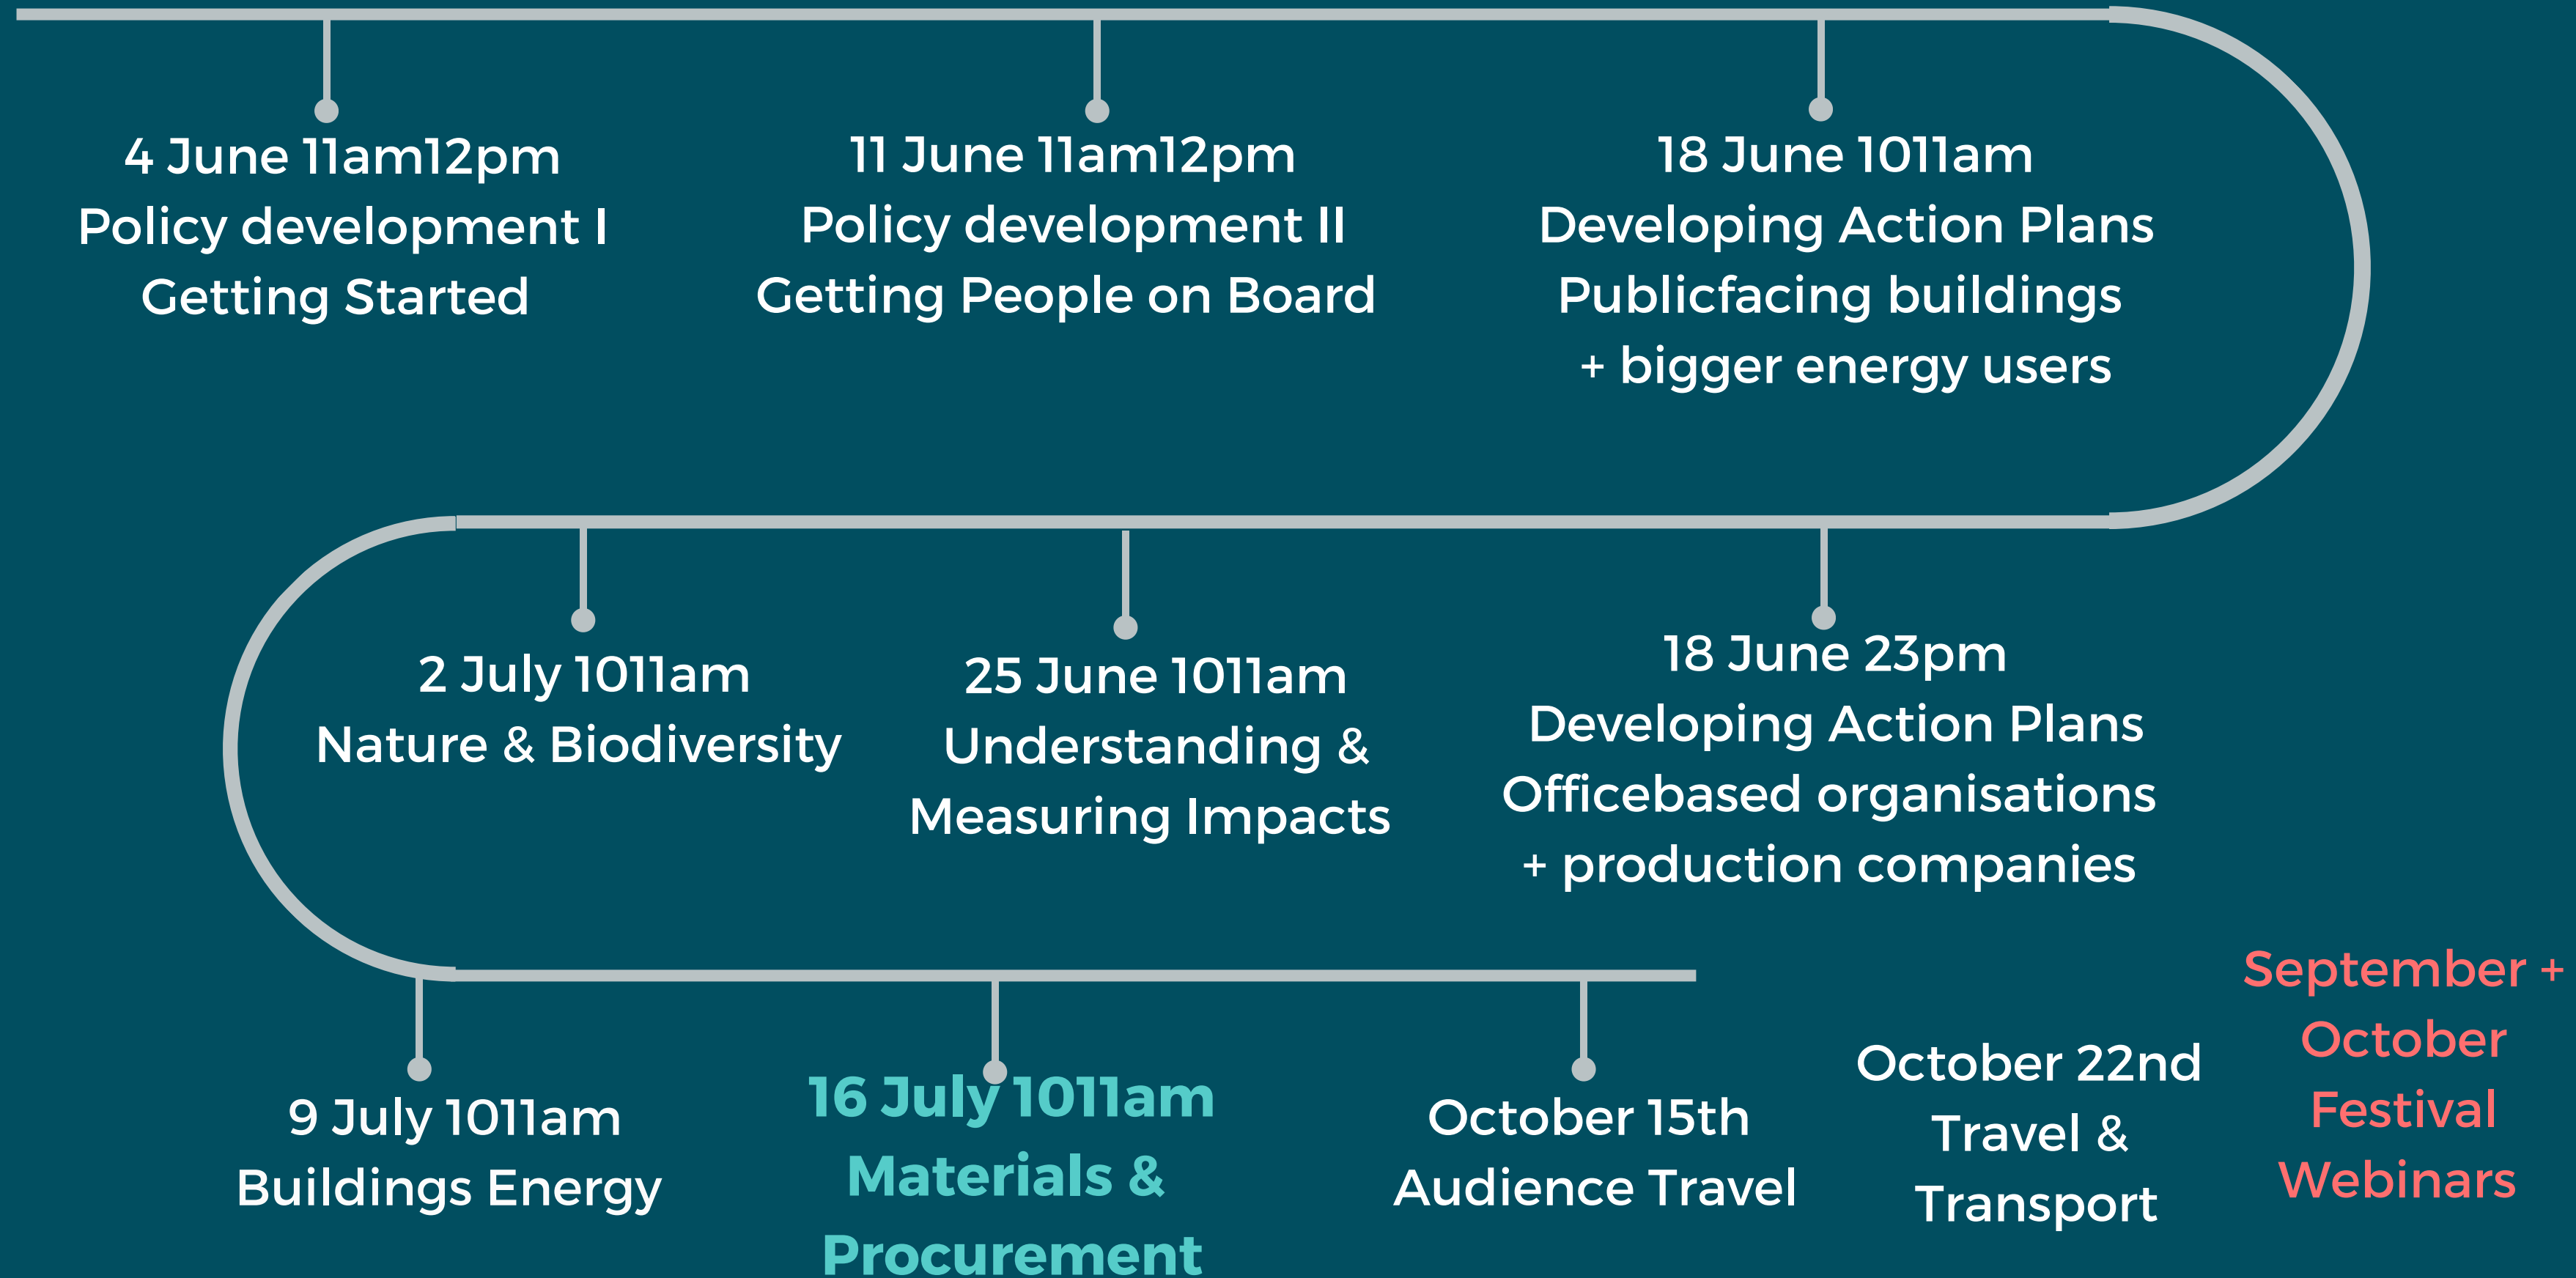 4 June 11am12pm
Policy development I
Getting Started
11 June 11am12pm
Policy development II
Getting People on Board
18 June 1011am
Developing Action Plans
Publicfacing buildings
+ bigger energy users
18 June 23pm
Developing Action Plans
Officebased organisations
+ production companies
25 June 1011am
Understanding &
Measuring Impacts
2 July 1011am
Nature & Biodiversity
9 July 1011am
Buildings Energy
16 July 1011am
Materials &
Procurement
October 15th
Audience Travel
October 22nd
Travel &
Transport
September +
October
Festival
Webinars